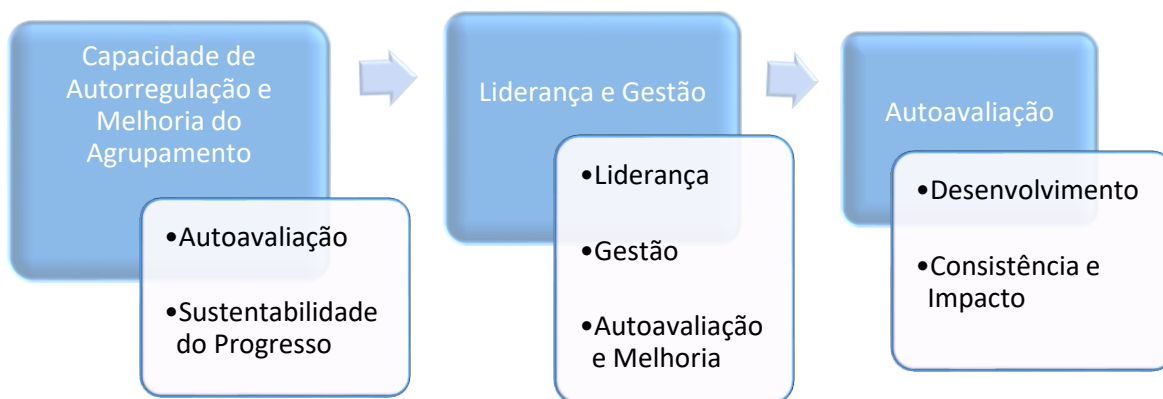 Capacidade de
Autorregulação e
Melhoria do
Agrupamento
•Autoavaliação
•Sustentabilidade
do Progresso
Liderança e Gestão
•Liderança
•Gestão
•Autoavaliação
e Melhoria
Autoavaliação
•Desenvolvimento
•Consistência e
Impacto